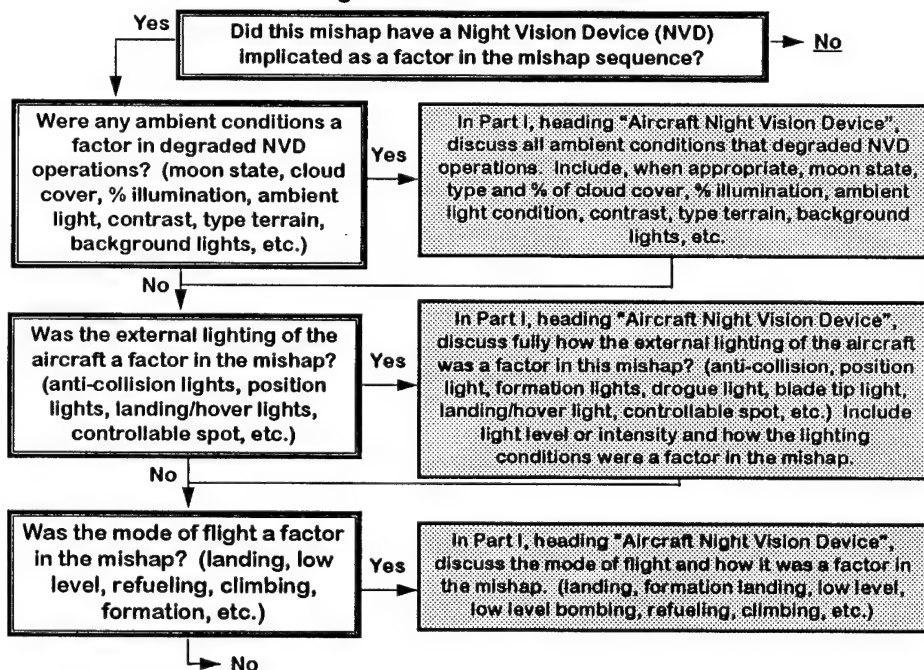 Yes
Did this mishap have a Night Vision Device (NVD)
implicated as a factor in the mishap sequence?
No
Were any ambient conditions a
factor in degraded NVD
operations? (moon state, cloud
cover, % illumination, ambient
light, contrast, type terrain,
background lights, etc.)
Yes
In Part I, heading "Aircraft Night Vision Device",
discuss all ambient conditions that degraded NVD
operations. Include, when appropriate, moon state,
type and % of cloud cover, % illumination, ambient
light condition, contrast, type terrain, background
lights, etc.
No
Was the external lighting of the
aircraft a factor in the mishap?
(anti-collision lights, position
lights, landing/hover lights,
controllable spot, etc.)
Yes
In Part I, heading "Aircraft Night Vision Device",
discuss fully how the external lighting of the aircraft
was a factor in this mishap? (anti-collision, position
light, formation lights, drogue light, blade tip light,
landing/hover light, controllable spot, etc.) Include
light level or intensity and how the lighting
conditions were a factor in the mishap.
No
Was the mode of flight a factor
in the mishap? (landing, low
level, refueling, climbing,
formation, etc.)
Yes
In Part I, heading "Aircraft Night Vision Device",
discuss the mode of flight and how it was a factor in
the mishap. (landing, formation landing, low level,
low level bombing, refueling, climbing, etc.)
No